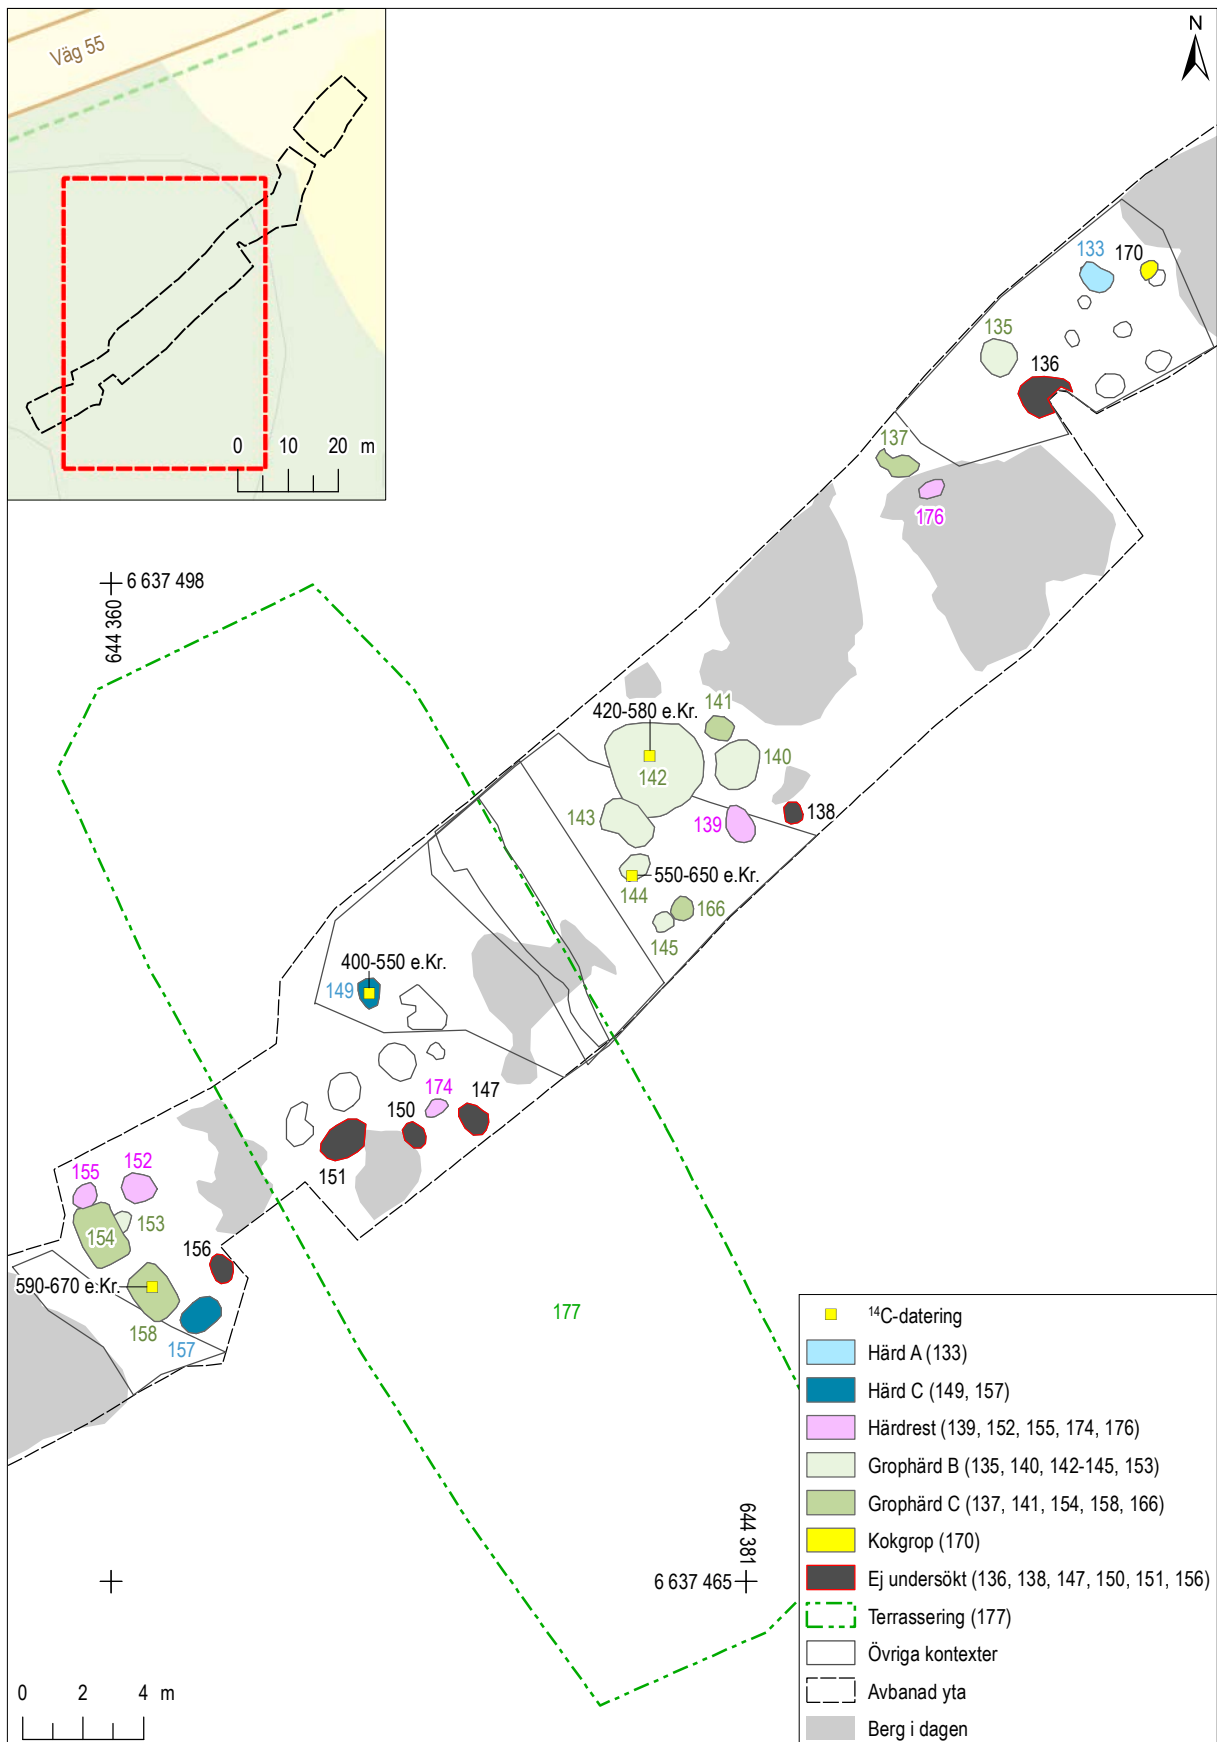 Väg 55
0 10 20 m
N
133
170
135
136
137
176
6 637 498
644 360
141
420-580 e.Kr.
140
142
143
139
138
550-650 e.Kr.
144
166
145
400-550 e.Kr.
149
174
147
150
151
155
152
153
154
156
590-670 e.Kr.
158
157
177
644 381
6 637 465
0 2 4 m
14C-datering
Härd A (133)
Härd C (149, 157)
Härdrest (139, 152, 155, 174, 176)
Grophärd B (135, 140, 142-145, 153)
Grophärd C (137, 141, 154, 158, 166)
Kokgrop (170)
Ej undersökt (136, 138, 147, 150, 151, 156)
Terrassering (177)
Övriga kontexter
Avbanad yta
Berg i dagen